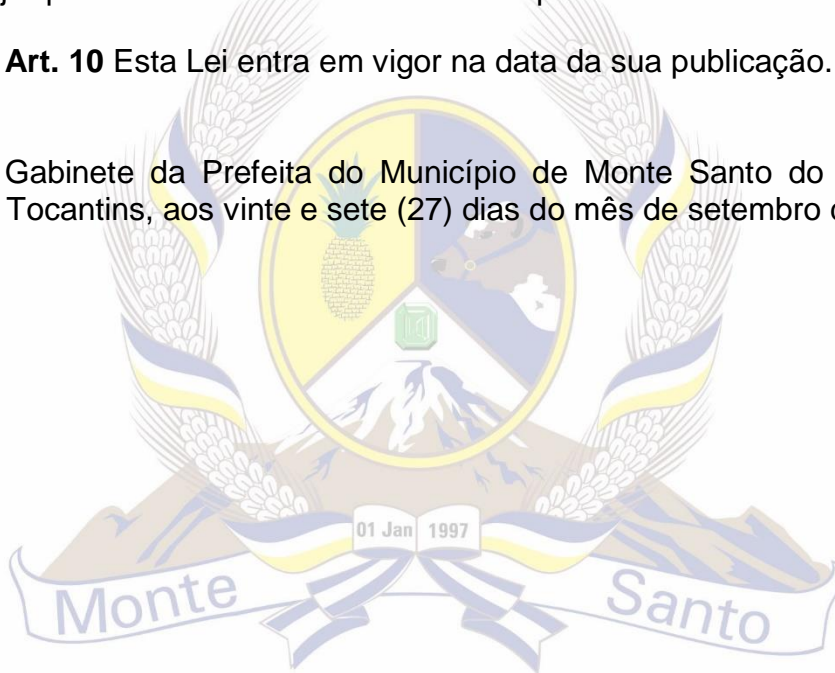 Art. 10 Esta Lei entra em vigor na data da sua publicação.
Gabinete da Prefeita do Município de Monte Santo do
Tocantins, aos vinte e sete (27) dias do mês de setembro
01 Jan 1997
Monte Santo